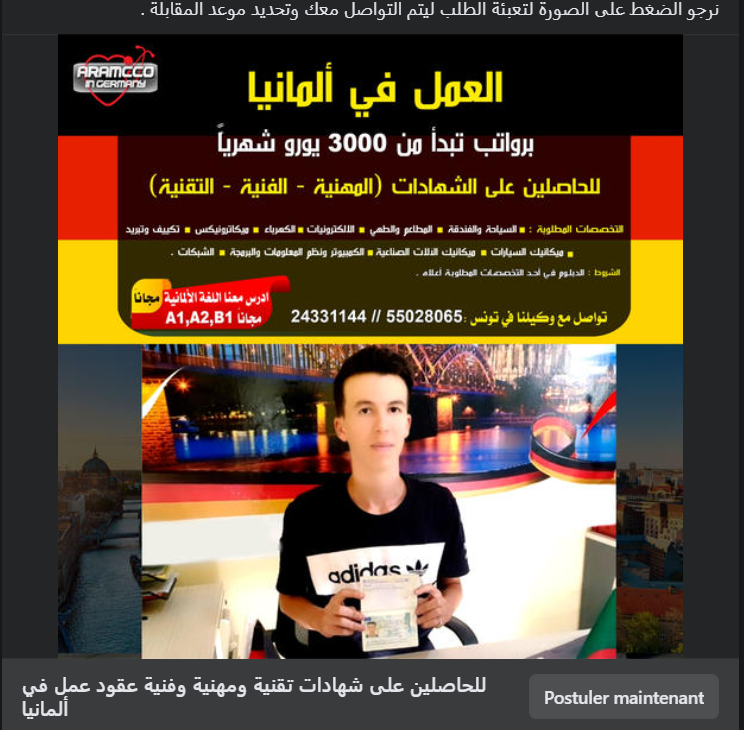 نرجو الضغط على الصورة لتعبئة الطلب ليتم التواصل معك وتحديد موعد المقابلة .
ARAMCCO
IN GERMANY
العمل في ألمانيا
برواتب تبدأ من 3000 يورو شهرياً
للحاصلين على الشهادات (المهنية - الفنية - التقنية)
التخصصات المطلوبة : ■ السياحة والفندقة ■ المطاعم والطهي ■ الالكترونيات ■ الكهرباء ■ ميكاترونيكس ■ تكييف وتبريد
■ ميكانيك السيارات ■ ميكانيك الآلات الصناعية ■ الكمبيوتر ونظم المعلومات والبرمجة ■ الشبكات .
الشروط : الدبلوم في أحد التخصصات المطلوبة أعلاه .
ادرس معنا اللغة الألمانية مجانا
A1,A2,B1 مجانا
تواصل مع وكيلنا في تونس :55028065 // 24331144
adidas
للحاصلين على شهادات تقنية ومهنية وفنية عقود عمل في
ألمانيا
Postuler maintenant